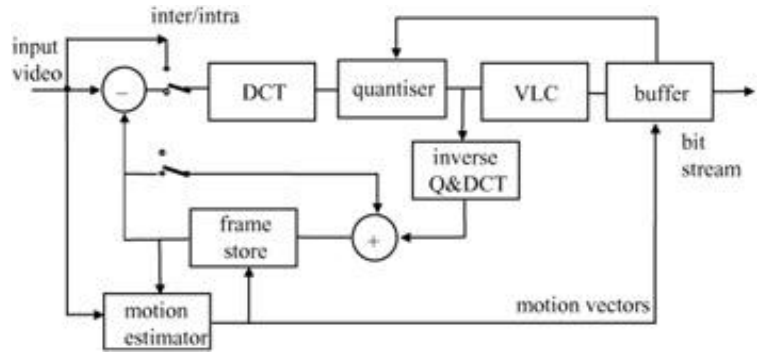 inter/intra
input
video
−
DCT
quantiser
VLC
buffer
bit
stream
inverse
Q&DCT
frame
store
+
motion
estimator
motion vectors